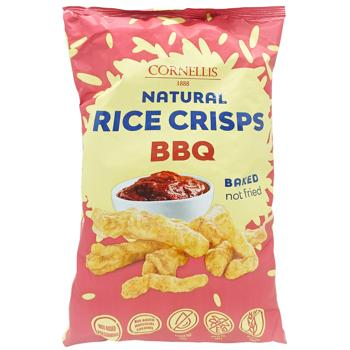 CORNELLIS
1888
NATURAL
RICE CRISPS
BBQ
BAKED
not fried